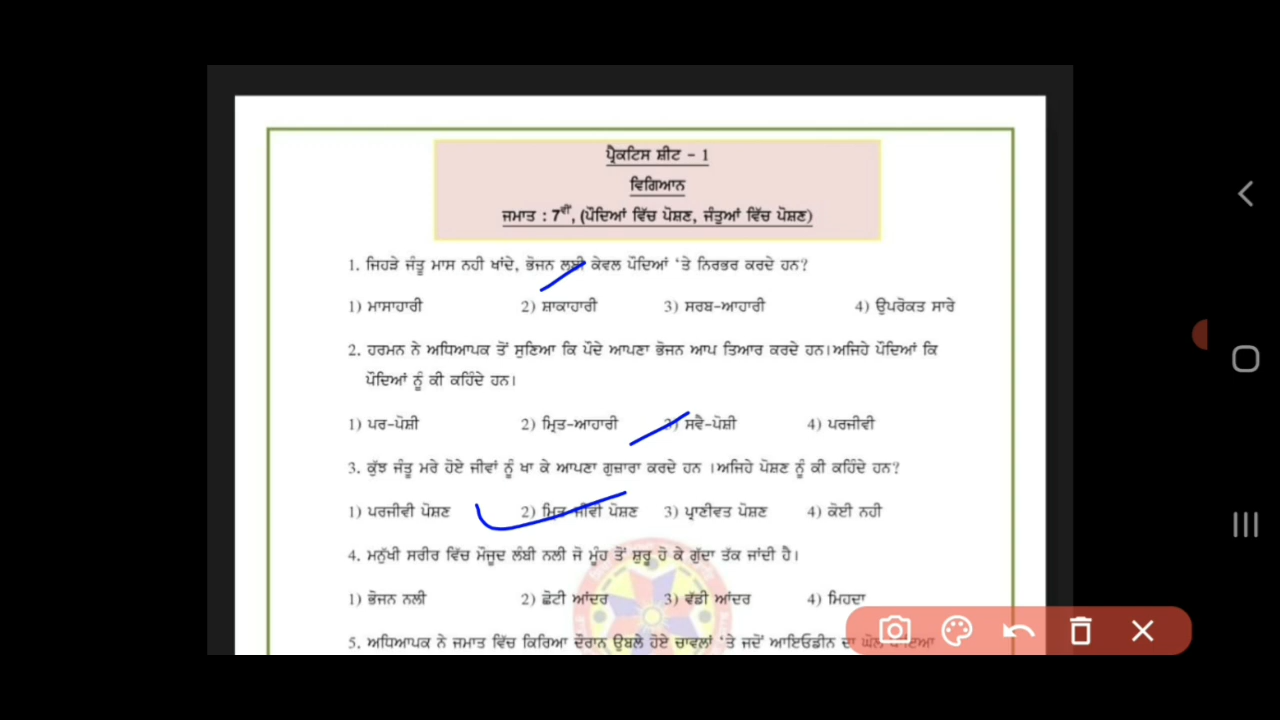 ਪ੍ਰੈਕਟਿਸ ਸ਼ੀਟ - 1
ਵਿਗਿਆਨ
ਜਮਾਤ : 7ਵੀਂ, (ਪੌਦਿਆਂ ਵਿੱਚ ਪੋਸ਼ਣ, ਜੰਤੂਆਂ ਵਿੱਚ ਪੋਸ਼ਣ)
1. ਜਿਹੜੇ ਜੰਤੂ ਮਾਸ ਨਹੀ ਖਾਂਦੇ, ਭੋਜਨ ਲਈ ਕੇਵਲ ਪੌਦਿਆਂ ‘ਤੇ ਨਿਰਭਰ ਕਰਦੇ ਹਨ?
1) ਮਾਸਾਹਾਰੀ 2) ਸ਼ਾਕਾਹਾਰੀ 3) ਸਰਬ-ਆਹਾਰੀ 4) ਉਪਰੋਕਤ ਸਾਰੇ
2. ਹਰਮਨ ਨੇ ਅਧਿਆਪਕ ਤੋਂ ਸੁਣਿਆ ਕਿ ਪੌਦੇ ਆਪਣਾ ਭੋਜਨ ਆਪ ਤਿਆਰ ਕਰਦੇ ਹਨ।ਅਜਿਹੇ ਪੌਦਿਆਂ ਕਿ
ਪੌਦਿਆਂ ਨੂੰ ਕੀ ਕਹਿੰਦੇ ਹਨ।
1) ਪਰ-ਪੋਸ਼ੀ 2) ਮ੍ਰਿਤ-ਆਹਾਰੀ 3) ਸਵੈ-ਪੋਸ਼ੀ 4) ਪਰਜੀਵੀ
3. ਕੁੱਝ ਜੰਤੂ ਮਰੇ ਹੋਏ ਜੀਵਾਂ ਨੂੰ ਖਾ ਕੇ ਆਪਣਾ ਗੁਜ਼ਾਰਾ ਕਰਦੇ ਹਨ ।ਅਜਿਹੇ ਪੋਸ਼ਣ ਨੂੰ ਕੀ ਕਹਿੰਦੇ ਹਨ?
1) ਪਰਜੀਵੀ ਪੋਸ਼ਣ 2) ਮ੍ਰਿਤ ਜੀਵੀ ਪੋਸ਼ਣ 3) ਪ੍ਰਾਣੀਵਤ ਪੋਸ਼ਣ 4) ਕੋਈ ਨਹੀ
4. ਮਨੁੱਖੀ ਸਰੀਰ ਵਿੱਚ ਮੌਜੂਦ ਲੰਬੀ ਨਲੀ ਜੋ ਮੂੰਹ ਤੋਂ ਸ਼ੁਰੂ ਹੋ ਕੇ ਗੁੱਦਾ ਤੱਕ ਜਾਂਦੀ ਹੈ।
1) ਭੋਜਨ ਨਲੀ 2) ਛੋਟੀ ਆਂਦਰ 3) ਵੱਡੀ ਆਂਦਰ 4) ਮਿਹਦਾ
5. ਅਧਿਆਪਕ ਨੇ ਜਮਾਤ ਵਿੱਚ ਕਿਰਿਆ ਦੌਰਾਨ ਉਬਲੇ ਹੋਏ ਚਾਵਲਾਂ ‘ਤੇ ਜਦੋਂ ਆਇਓਡੀਨ ਦਾ ਘੋਲ